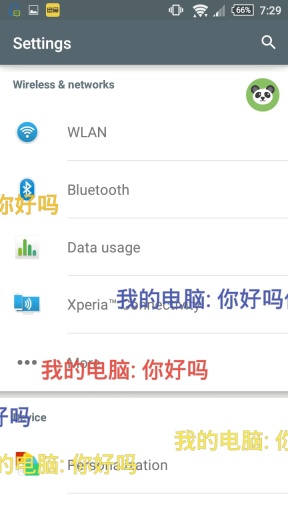 66% 7:29
Settings
Wireless & networks
WLAN
Bluetooth
你好吗
Data usage
Xperia™ Connectivity
我的电脑: 你好吗
More
我的电脑: 你好吗
好吗
Device
我的电脑: 你
的电脑: 你好吗
Personalization